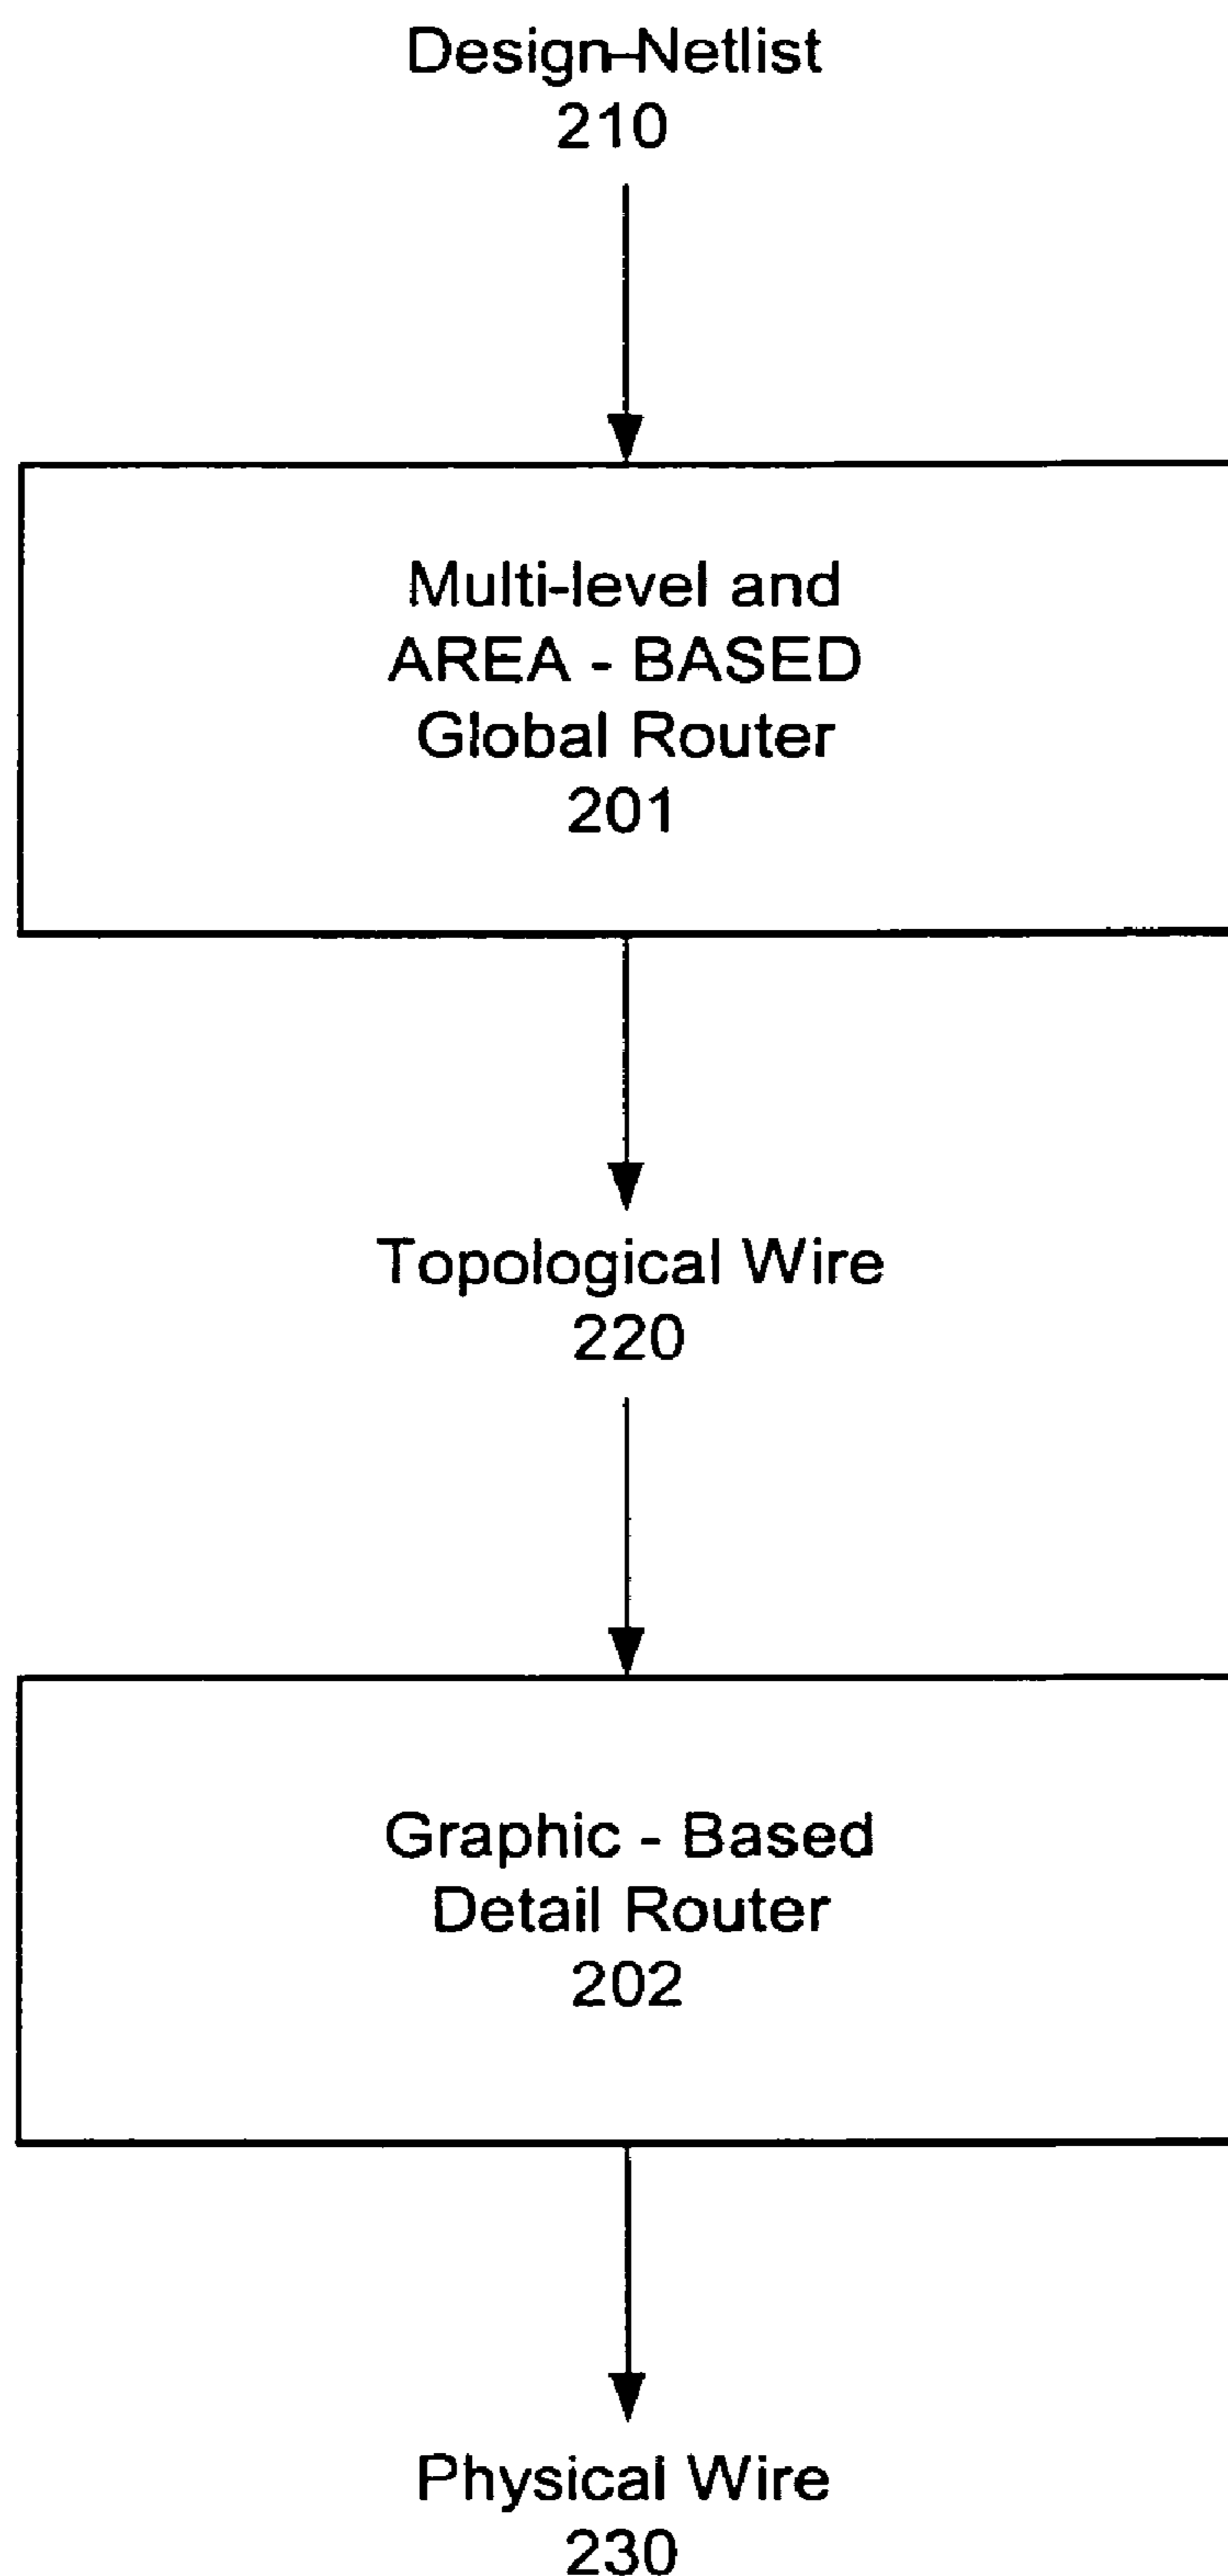 Design-Netlist
210
Multi-level and
AREA - BASED
Global Router
201
Topological Wire
220
Graphic - Based
Detail Router
202
Physical Wire
230